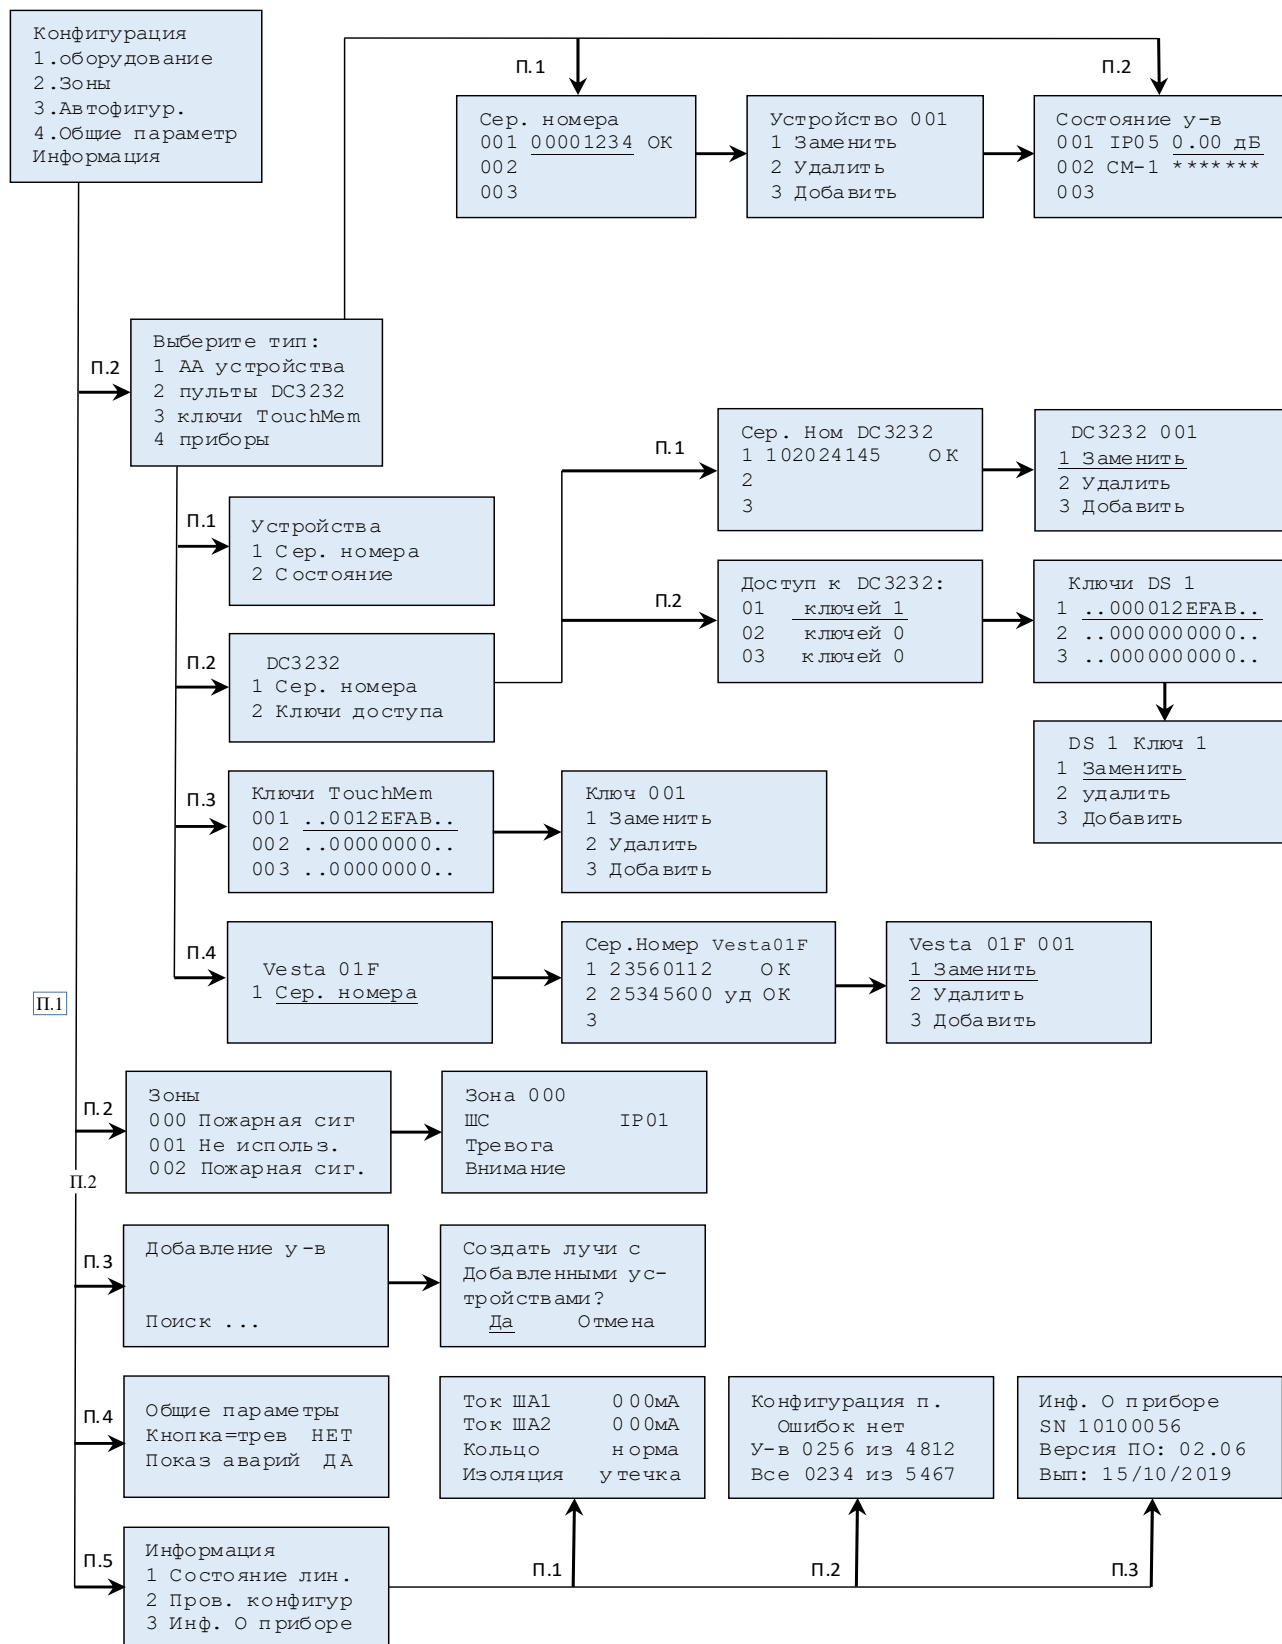 Конфигурация
1.оборудование
2.Зоны
3.Автофигур.
4.Общие параметр
Информация
П.1
П.2
Сер. номера
001 00001234 ОК
002
003
Устройство 001
1 Заменить
2 Удалить
3 Добавить
Состояние у-в
001 IP05 0.00 дБ
002 СМ-1 *******
003
П.2
Выберите тип:
1 АА устройства
2 пульты DC3232
3 ключи TouchMem
4 приборы
П.1
Сер. Ном DC3232
1 102024145 ОК
2
3
DC3232 001
1 Заменить
2 Удалить
3 Добавить
П.1
Устройства
1 Сер. номера
2 Состояние
П.2
Доступ к DC3232:
01 ключей 1
02 ключей 0
03 ключей 0
Ключи DS 1
1 ..000012EFAB..
2 ..0000000000..
3 ..0000000000..
П.2
DC3232
1 Сер. номера
2 Ключи доступа
DS 1 Ключ 1
1 Заменить
2 удалить
3 Добавить
П.3
Ключи TouchMem
001 ..0012EFAB..
002 ..00000000..
003 ..00000000..
Ключ 001
1 Заменить
2 Удалить
3 Добавить
П.4
Vesta 01F
1 Сер. номера
Сер.Номер Vesta01F
1 23560112 ОК
2 25345600 уд ОК
3
Vesta 01F 001
1 Заменить
2 Удалить
3 Добавить
П.1
П.2
Зоны
000 Пожарная сиг
001 Не использ.
002 Пожарная сиг.
Зона 000
ШС IP01
Тревога
Внимание
П.2
П.3
Добавление у-в
Поиск ...
Создать лучи с
Добавленными ус-
тройствами?
Да Отмена
П.4
Общие параметры
Кнопка=трев НЕТ
Показ аварий ДА
Ток ША1 000мА
Ток ША2 000мА
Кольцо норма
Изоляция утечка
Конфигурация п.
Ошибок нет
У-в 0256 из 4812
Все 0234 из 5467
Инф. О приборе
SN 10100056
Версия ПО: 02.06
Вып: 15/10/2019
П.5
Информация
1 Состояние лин.
2 Пров. конфигур
3 Инф. О приборе
П.1
П.2
П.3